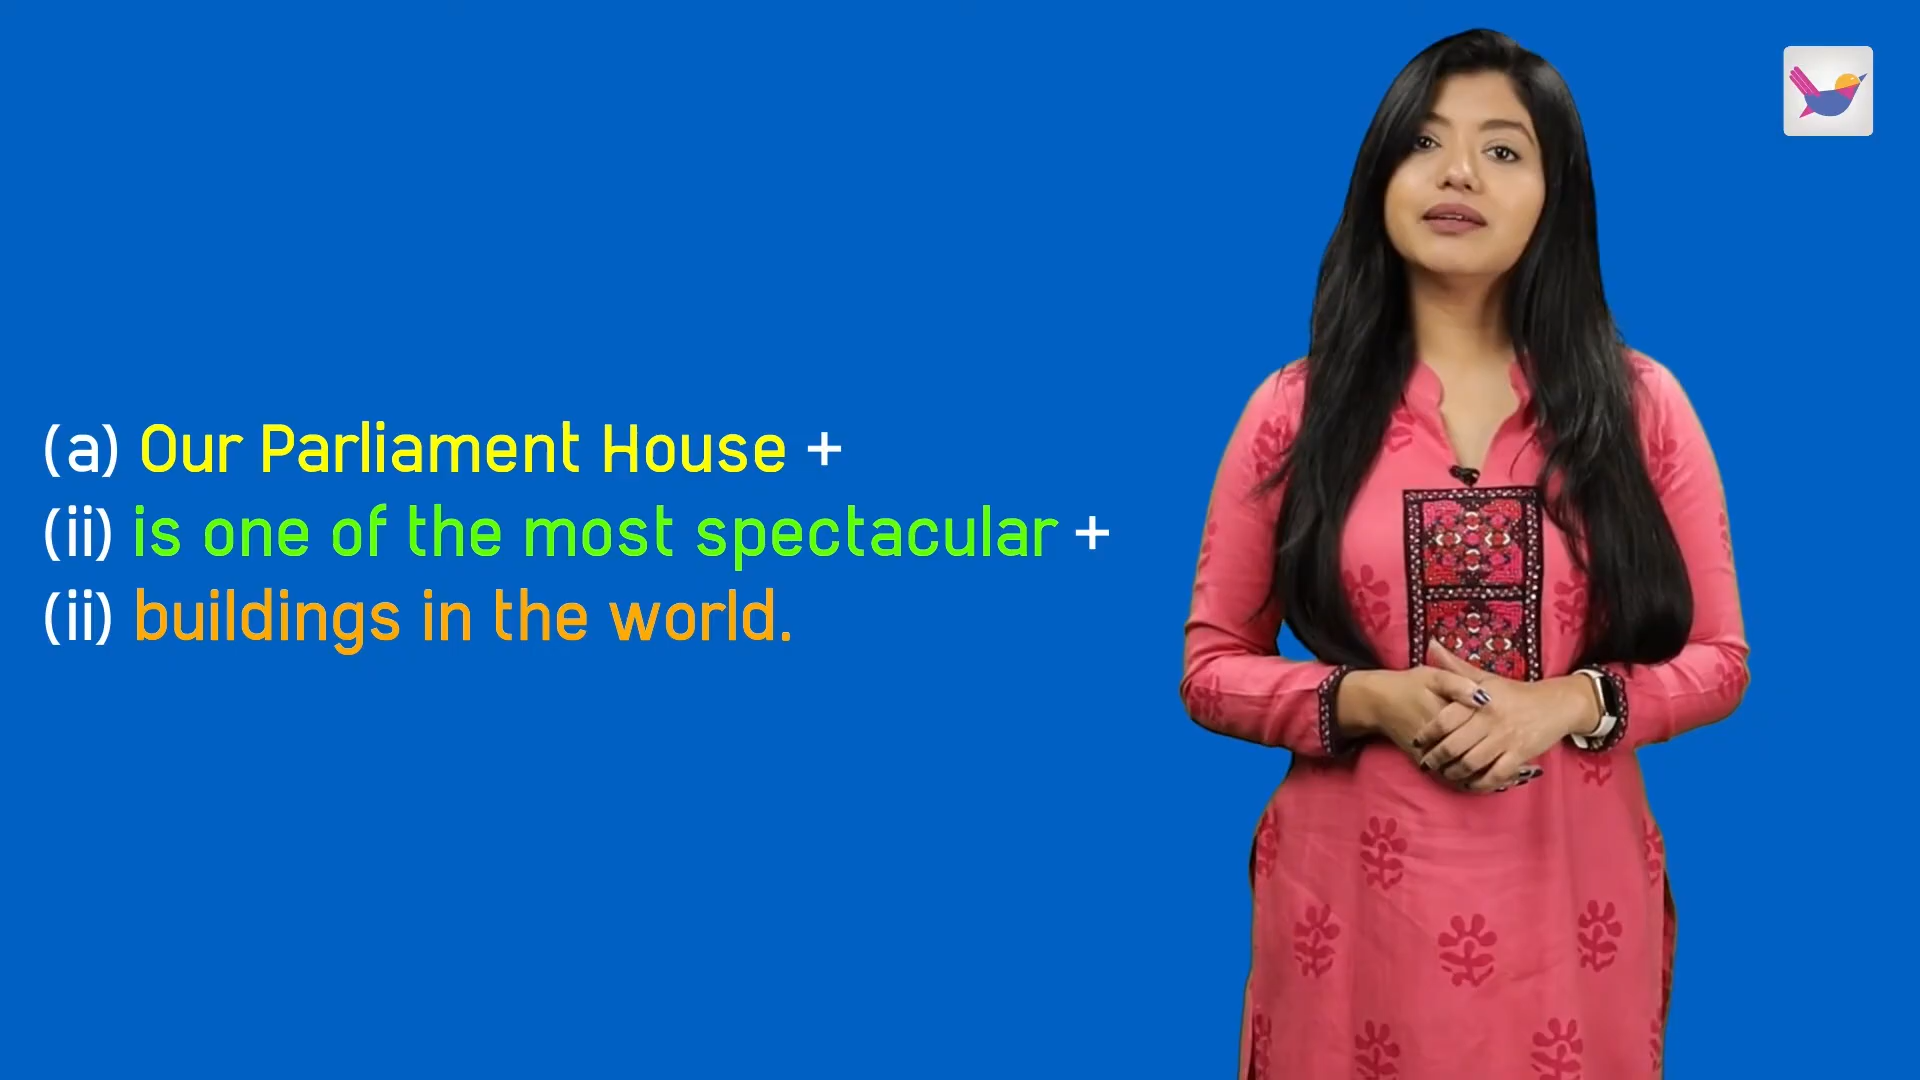 (a) Our Parliament House +
(ii) is one of the most spectacular +
(ii) buildings in the world.